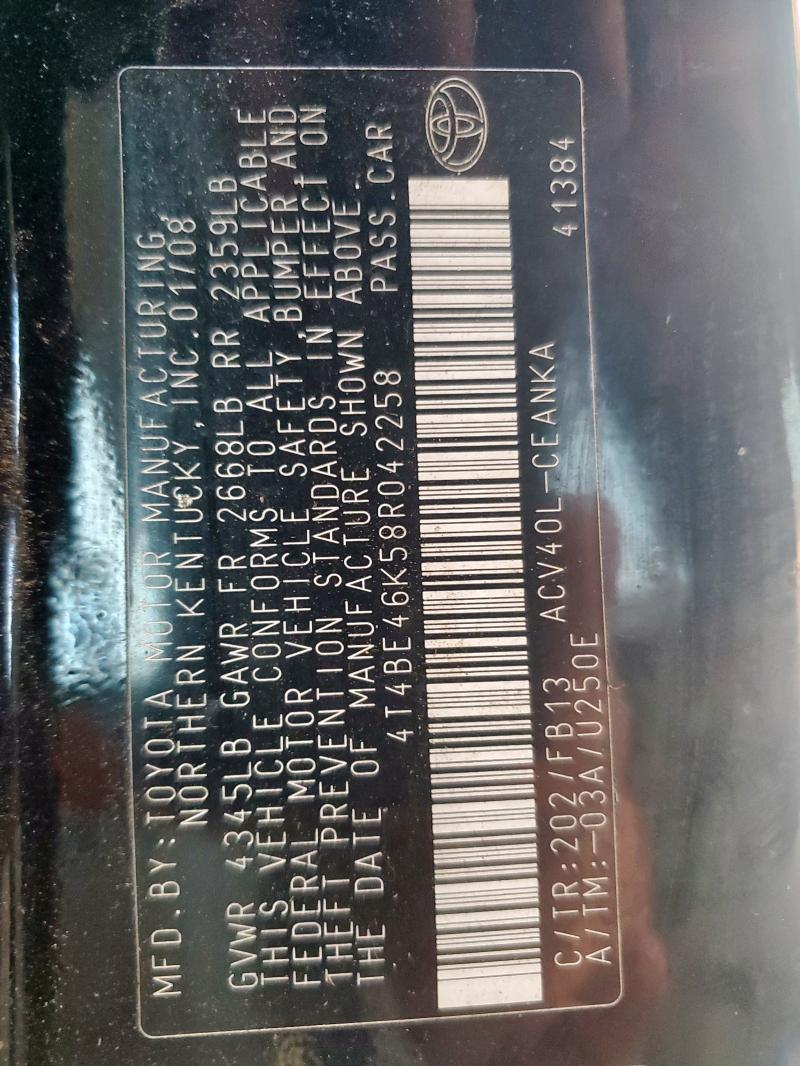 MFD.BY:TOYOTA MOTOR MANUFACTURING,
NORTHERN KENTUCKY, INC.01/08
GVWR 4345LB GAWR FR 2668LB RR 2359LB
THIS VEHICLE CONFORMS TO ALL APPLICABLE
FEDERAL MOTOR VEHICLE SAFETY,BUMPER AND
THEFT PREVENTION STANDARDS IN EFFECT ON
THE DATE OF MANUFACTURE SHOWN ABOVE.
4T4BE46K58R042258 PASS.CAR
C/TR:202/FB13 ACV40L-CEANKA 41384
A/TM:-03A/U250E